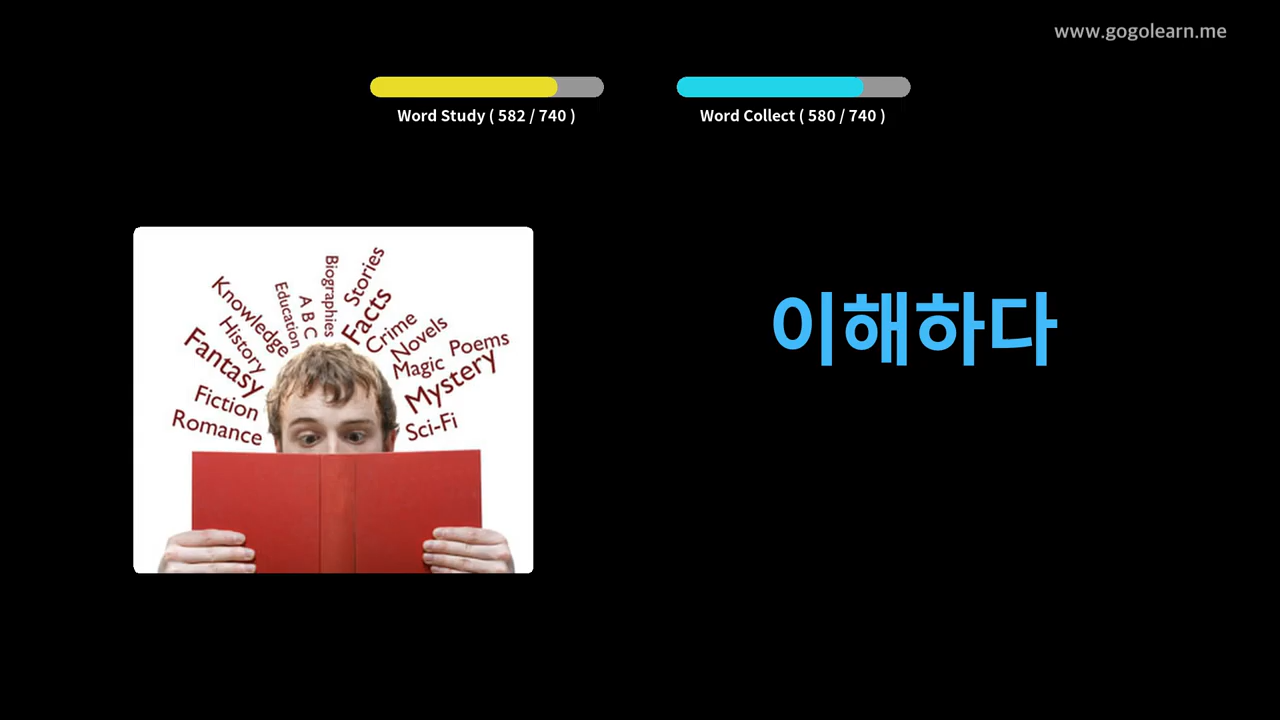 www.gogolearn.me
Word Study ( 582 / 740 )
Word Collect ( 580 / 740 )
Biographies
Stories
Knowledge
Education
A B C
Facts
History
Crime
Novels
Fantasy
Magic
Poems
Mystery
Fiction
Romance
Sci-Fi
이해하다